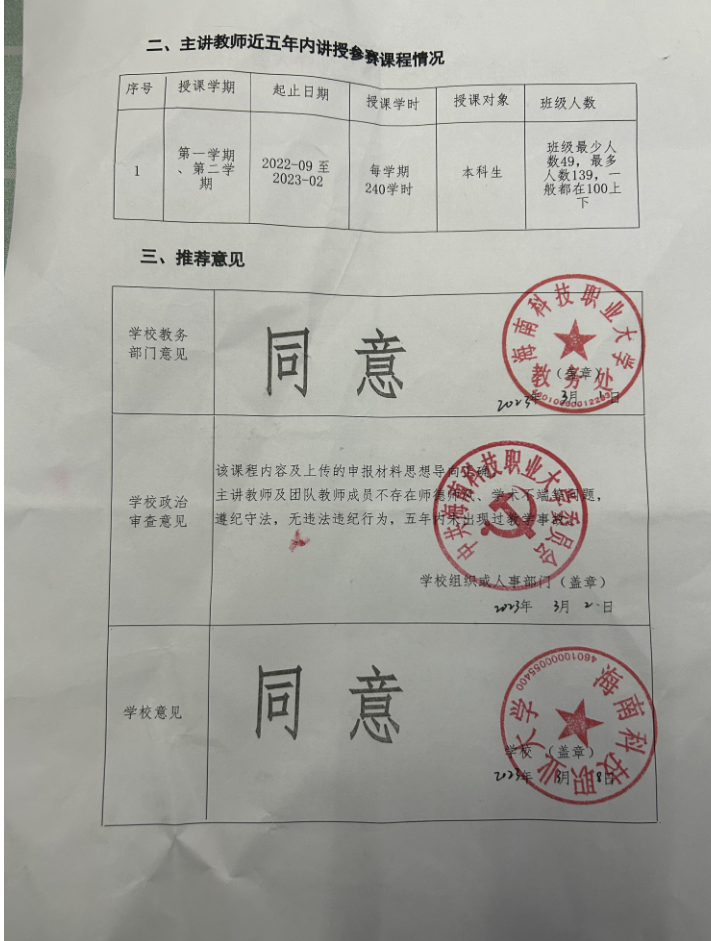 二、主讲教师近五年内讲授参赛课程情况
序号 授课学期 起止日期 授课学时 授课对象 班级人数
1
第一学期
、第二学
期
2022-09 至
2023-02
每学期
240学时
本科生
班级最少人
数49，最多
人数139，一
般都在100上
下
三、推荐意见
学校教务
部门意见
同 意
海南科技职业大学
教务处
（盖章）
2023年 3月 日
学校政治
审查意见
该课程内容及上传的申报材料思想导向正确
主讲教师及团队教师成员不存在师德师风、学术不端等问题，
遵纪守法，无违法违纪行为，五年内未出现过教学事故。
中共海南科技职业大学委员会
学校组织或人事部门（盖章）
2023年 3月 2 日
学校意见
同 意
海南科技职业大学
学校 （盖章）
2023年 3月 8日